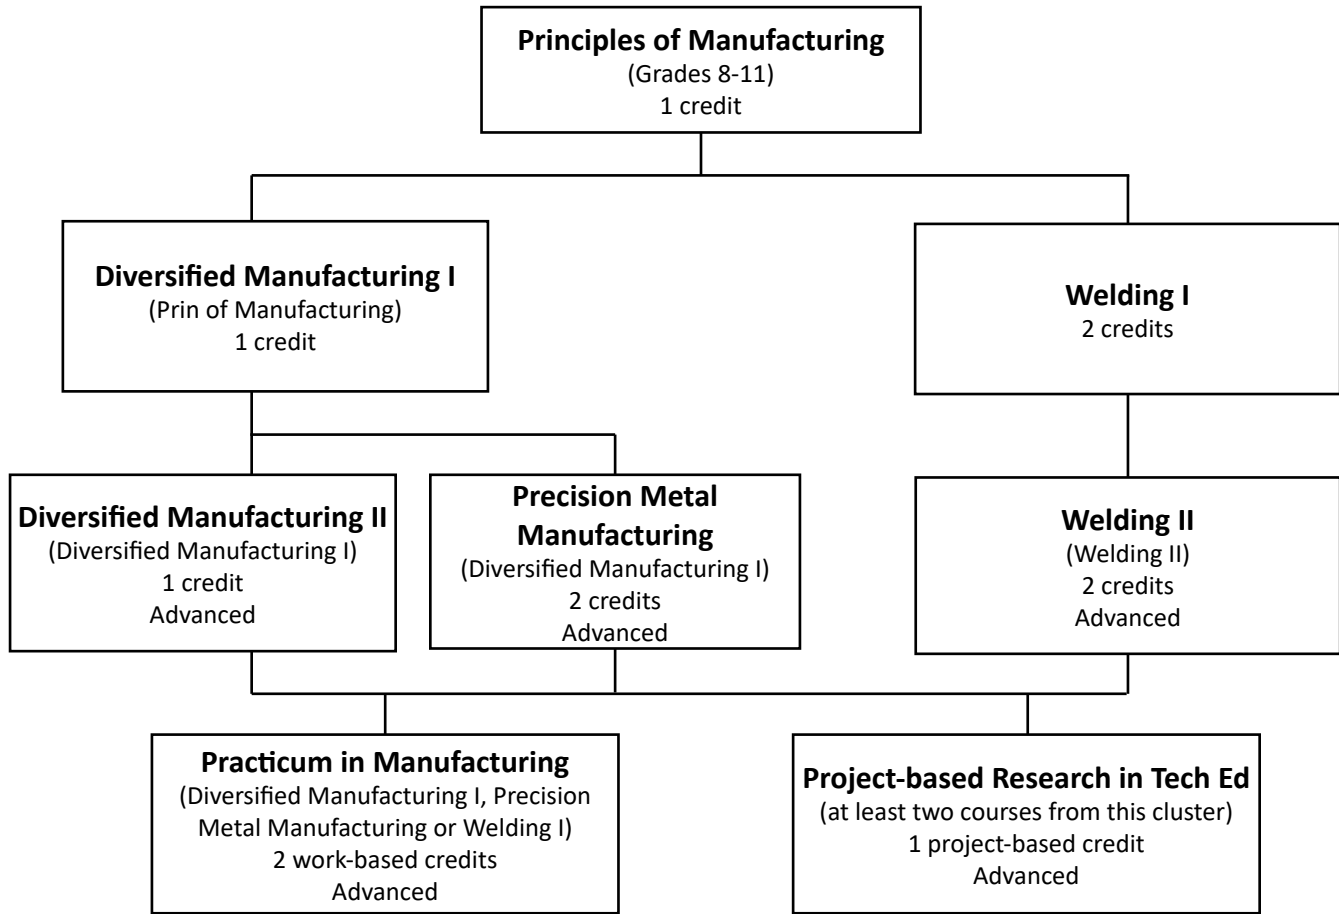 Principles of Manufacturing
(Grades 8-11)
1 credit
Diversified Manufacturing I
(Prin of Manufacturing)
1 credit
Welding I
2 credits
Diversified Manufacturing II
(Diversified Manufacturing I)
1 credit
Advanced
Precision Metal
Manufacturing
(Diversified Manufacturing I)
2 credits
Advanced
Welding II
(Welding II)
2 credits
Advanced
Practicum in Manufacturing
(Diversified Manufacturing I, Precision
Metal Manufacturing or Welding I)
2 work-based credits
Advanced
Project-based Research in Tech Ed
(at least two courses from this cluster)
1 project-based credit
Advanced